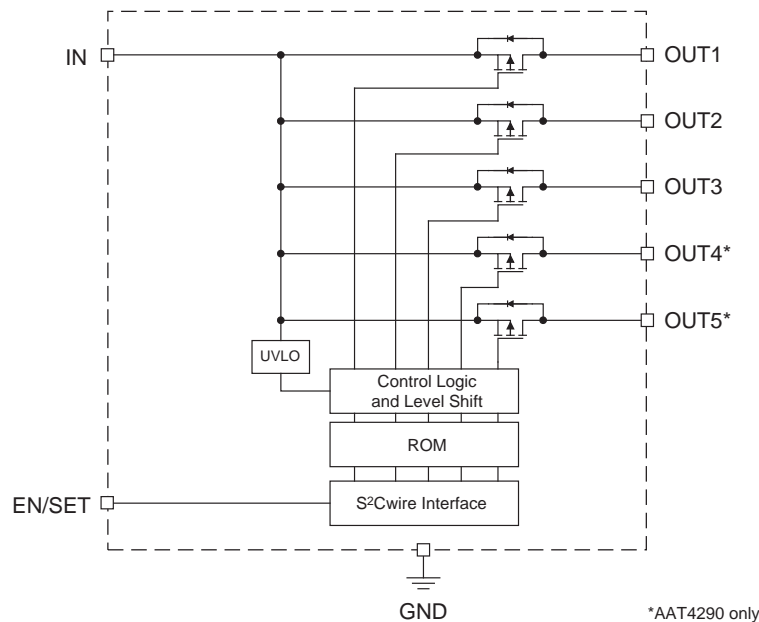 IN
OUT1
OUT2
OUT3
OUT4*
OUT5*
UVLO
Control Logic
and Level Shift
ROM
EN/SET
S²Cwire Interface
GND
*AAT4290 only